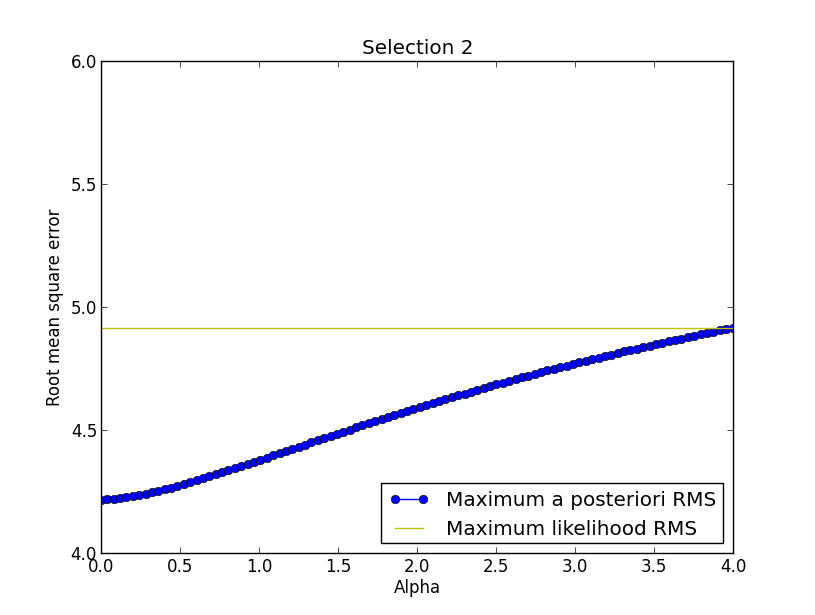 Selection 2
6.0
5.5
5.0
4.5
4.0
Root mean square error
0.0 0.5 1.0 1.5 2.0 2.5 3.0 3.5 4.0
Alpha
Maximum a posteriori RMS
Maximum likelihood RMS